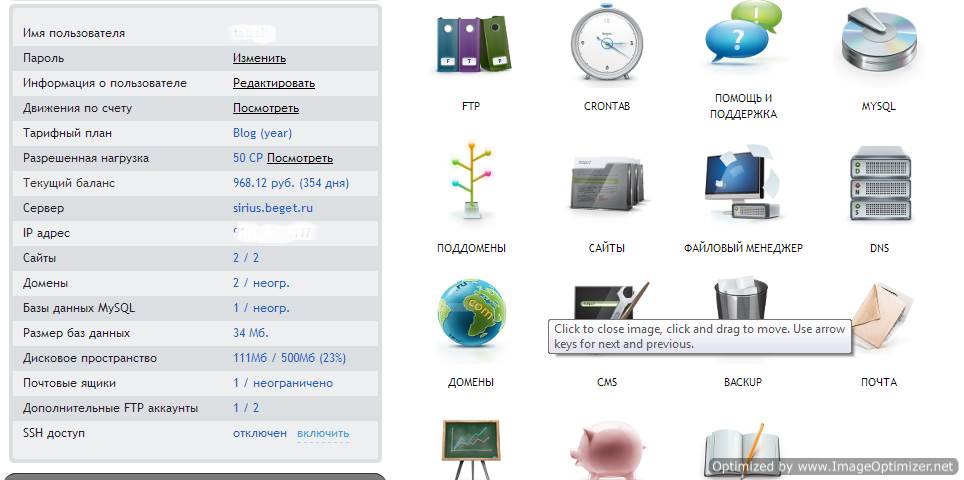 Имя пользователя
Пароль Изменить
Информация о пользователе Редактировать
Движения по счету Посмотреть
Тарифный план Blog (year)
Разрешенная нагрузка 50 CP Посмотреть
Текущий баланс 968.12 руб. (354 дня)
Сервер sirius.beget.ru
IP адрес
Сайты 2 / 2
Домены 2 / неогр.
Базы данных MySQL 1 / неогр.
Размер баз данных 34 Мб.
Дисковое пространство 111Мб / 500Мб (23%)
Почтовые ящики 1 / неограничено
Дополнительные FTP аккаунты 1 / 2
SSH доступ отключен включить
F T P
FTP
CRONTAB
?
!
ПОМОЩЬ И
ПОДДЕРЖКА
MYSQL
ПОДДОМЕНЫ
http://
САЙТЫ
ФАЙЛОВЫЙ МЕНЕДЖЕР
D
N
S
DNS
.ru
.com
ДОМЕНЫ
CMS
BACKUP
ПОЧТА
Click to close image, click and drag to move. Use arrow
keys for next and previous.
Optimized by www.ImageOptimizer.net